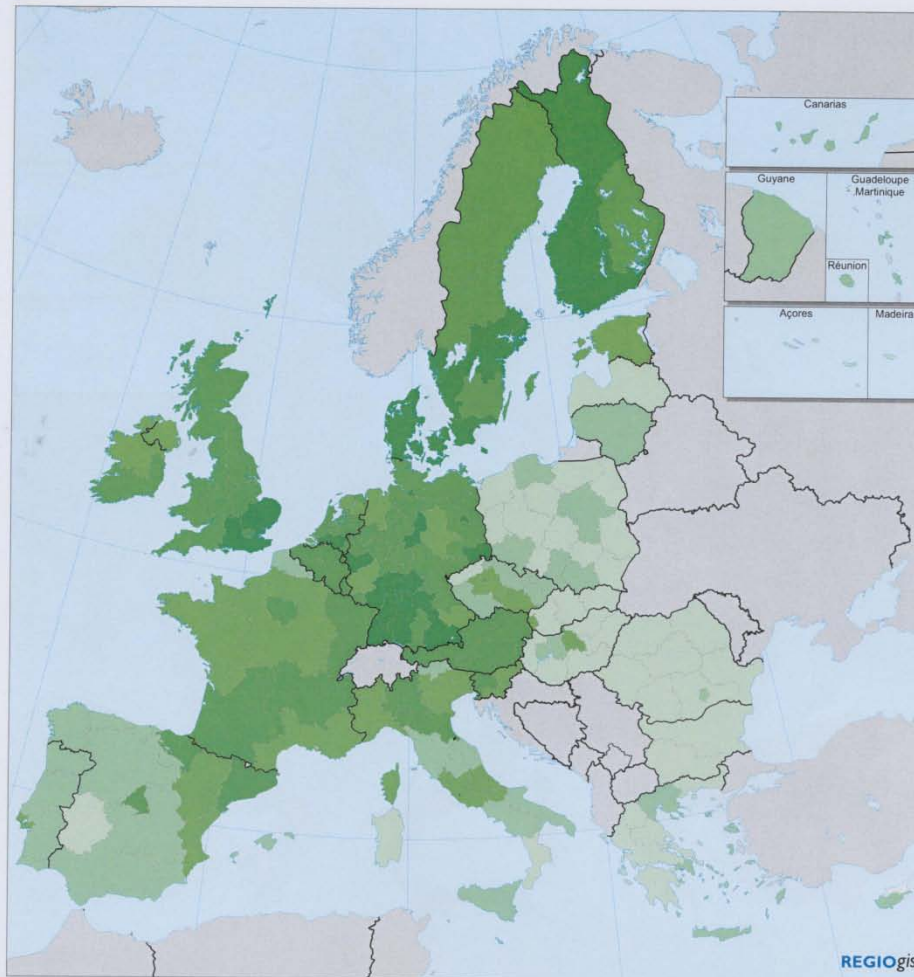 Canarias
Guyane
Guadeloupe
Martinique
Réunion
Açores
Madeira
REGIOgis